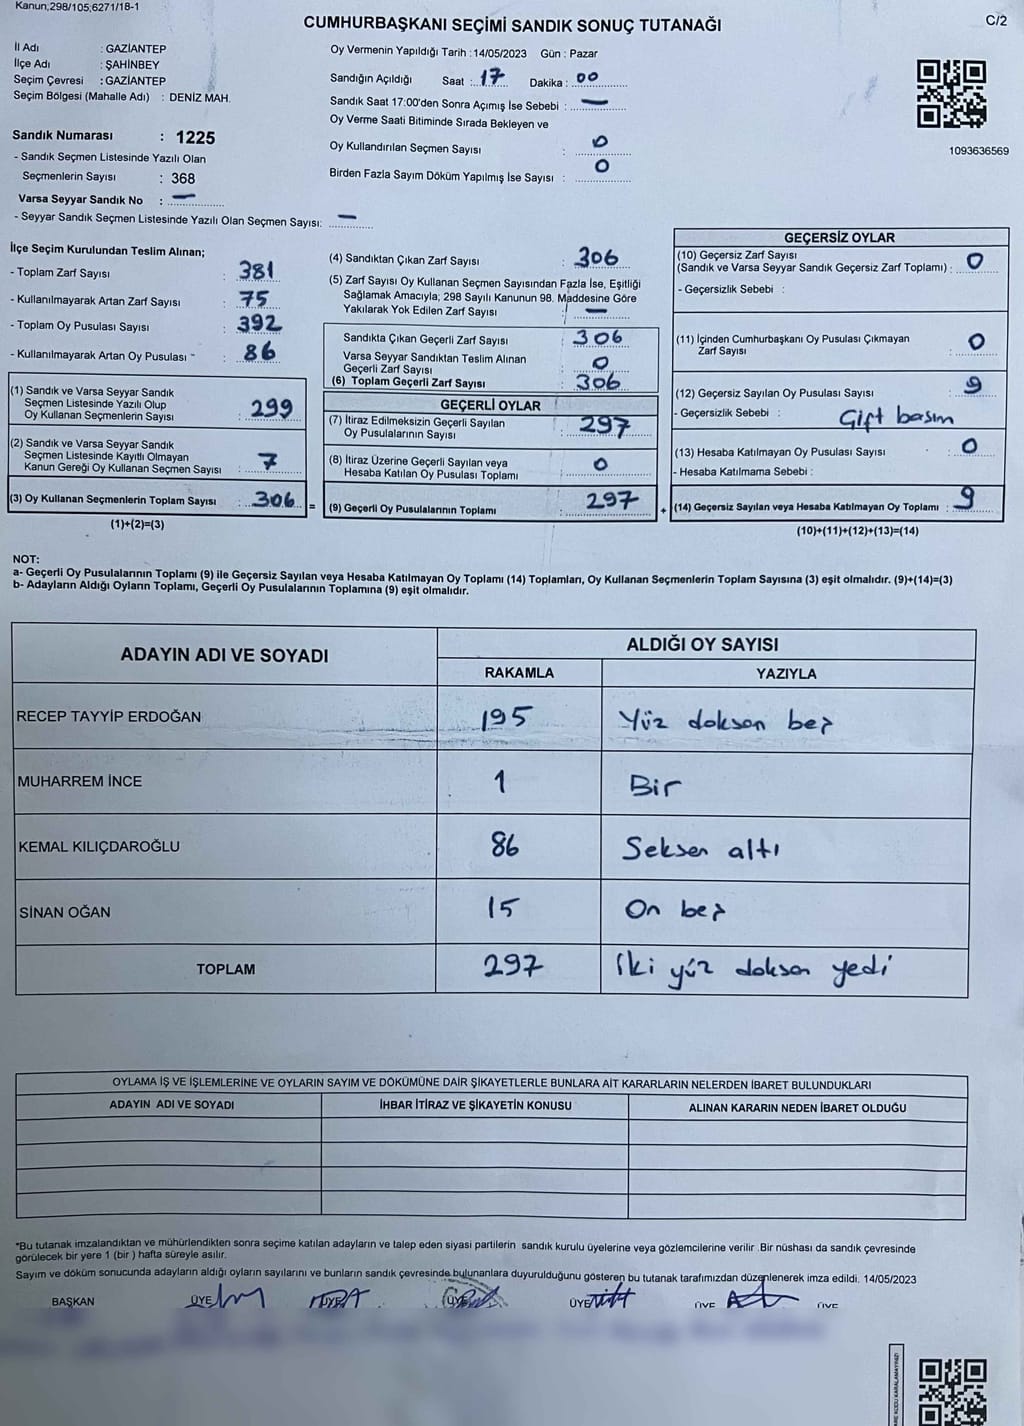 Kanun;298/105;6271/18-1
CUMHURBAŞKANI SEÇİMİ SANDIK SONUÇ TUTANAĞI
C/2
İl Adı : GAZİANTEP
İlçe Adı : ŞAHİNBEY
Seçim Çevresi : GAZİANTEP
Seçim Bölgesi (Mahalle Adı) : DENİZ MAH.
Sandık Numarası : 1225
- Sandık Seçmen Listesinde Yazılı Olan
Seçmenlerin Sayısı : 368
Varsa Seyyar Sandık No : —
- Seyyar Sandık Seçmen Listesinde Yazılı Olan Seçmen Sayısı: —
Oy Vermenin Yapıldığı Tarih : 14/05/2023 Gün : Pazar
Sandığın Açıldığı Saat : 17 Dakika : 00
Sandık Saat 17:00'den Sonra Açımış İse Sebebi : —
Oy Verme Saati Bitiminde Sırada Bekleyen ve
Oy Kullandırılan Seçmen Sayısı : 0
Birden Fazla Sayım Döküm Yapılmış İse Sayısı : 0
1093636569
İlçe Seçim Kurulundan Teslim Alınan;
- Toplam Zarf Sayısı : 381
- Kullanılmayarak Artan Zarf Sayısı : 75
- Toplam Oy Pusulası Sayısı : 392
- Kullanılmayarak Artan Oy Pusulası : 86
(1) Sandık ve Varsa Seyyar Sandık
Seçmen Listesinde Yazılı Olup
Oy Kullanan Seçmenlerin Sayısı : 299
(2) Sandık ve Varsa Seyyar Sandık
Seçmen Listesinde Kayıtlı Olmayan
Kanun Gereği Oy Kullanan Seçmen Sayısı : 7
(3) Oy Kullanan Seçmenlerin Toplam Sayısı : 306 =
(1)+(2)=(3)
(4) Sandıktan Çıkan Zarf Sayısı : 306
(5) Zarf Sayısı Oy Kullanan Seçmen Sayısından Fazla İse, Eşitliği
Sağlamak Amacıyla; 298 Sayılı Kanunun 98. Maddesine Göre
Yakılarak Yok Edilen Zarf Sayısı : —
Sandıkta Çıkan Geçerli Zarf Sayısı : 306
Varsa Seyyar Sandıktan Teslim Alınan
Geçerli Zarf Sayısı : 0
(6) Toplam Geçerli Zarf Sayısı : 306
GEÇERLİ OYLAR
(7) İtiraz Edilmeksizin Geçerli Sayılan
Oy Pusulalarının Sayısı : 297
(8) İtiraz Üzerine Geçerli Sayılan veya
Hesaba Katılan Oy Pusulası Toplamı : 0
(9) Geçerli Oy Pusulalarının Toplamı : 297 +
GEÇERSİZ OYLAR
(10) Geçersiz Zarf Sayısı
(Sandık ve Varsa Seyyar Sandık Geçersiz Zarf Toplamı) : 0
- Geçersizlik Sebebi :
(11) İçinden Cumhurbaşkanı Oy Pusulası Çıkmayan
Zarf Sayısı : 0
(12) Geçersiz Sayılan Oy Pusulası Sayısı : 9
- Geçersizlik Sebebi : Çift basım
(13) Hesaba Katılmayan Oy Pusulası Sayısı : 0
- Hesaba Katılmama Sebebi :
(14) Geçersiz Sayılan veya Hesaba Katılmayan Oy Toplamı : 9
(10)+(11)+(12)+(13)=(14)
NOT:
a- Geçerli Oy Pusulalarının Toplamı (9) ile Geçersiz Sayılan veya Hesaba Katılmayan Oy Toplamı (14) Toplamları, Oy Kullanan Seçmenlerin Toplam Sayısına (3) eşit olmalıdır. (9)+(14)=(3)
b- Adayların Aldığı Oyların Toplamı, Geçerli Oy Pusulalarının Toplamına (9) eşit olmalıdır.
ADAYIN ADI VE SOYADI ALDIĞI OY SAYISI
RAKAMLA YAZIYLA
RECEP TAYYİP ERDOĞAN 195 Yüz doksan beş
MUHARREM İNCE 1 Bir
KEMAL KILIÇDAROĞLU 86 Seksen altı
SİNAN OĞAN 15 On beş
TOPLAM 297 İki yüz doksan yedi
OYLAMA İŞ VE İŞLEMLERİNE VE OYLARIN SAYIM VE DÖKÜMÜNE DAİR ŞİKAYETLERLE BUNLARA AİT KARARLARIN NELERDEN İBARET BULUNDUKLARI
ADAYIN ADI VE SOYADI İHBAR İTİRAZ VE ŞİKAYETİN KONUSU ALINAN KARARIN NEDEN İBARET OLDUĞU
*Bu tutanak imzalandıktan ve mühürlendikten sonra seçime katılan adayların ve talep eden siyasi partilerin sandık kurulu üyelerine veya gözlemcilerine verilir .Bir nüshası da sandık çevresinde
görülecek bir yere 1 (bir ) hafta süreyle asılır.
Sayım ve döküm sonucunda adayların aldığı oyların sayılarını ve bunların sandık çevresinde bulunanlara duyurulduğunu gösteren bu tutanak tarafımızdan düzenlenerek imza edildi. 14/05/2023
BAŞKAN ÜYE ÜYE ÜYE ÜYE ÜYE ÜYE